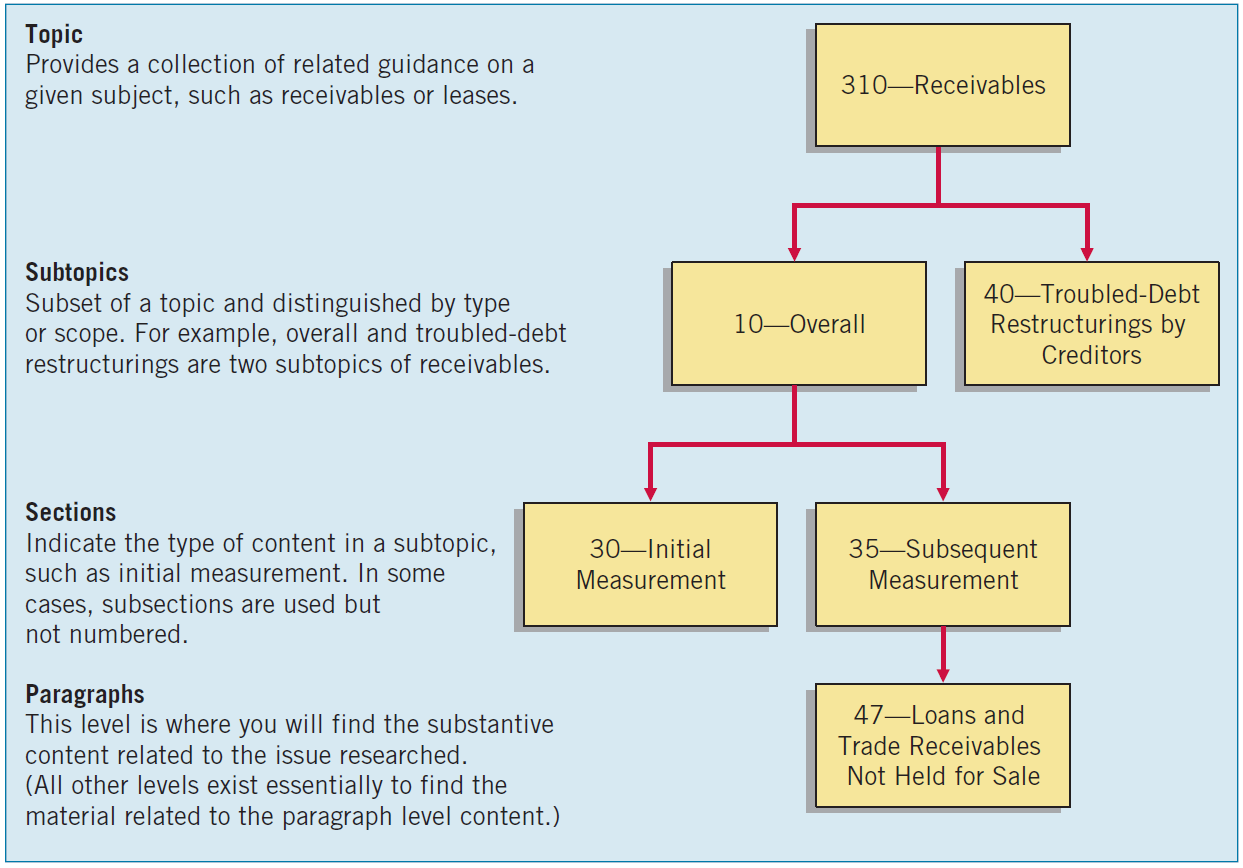 Topic
Provides a collection of related guidance on a
given subject, such as receivables or leases.
310—Receivables
Subtopics
Subset of a topic and distinguished by type
or scope. For example, overall and troubled-debt
restructurings are two subtopics of receivables.
10—Overall
40—Troubled-Debt
Restructurings by
Creditors
Sections
Indicate the type of content in a subtopic,
such as initial measurement. In some
cases, subsections are used but
not numbered.
30—Initial
Measurement
35—Subsequent
Measurement
Paragraphs
This level is where you will find the substantive
content related to the issue researched.
(All other levels exist essentially to find the
material related to the paragraph level content.)
47—Loans and
Trade Receivables
Not Held for Sale